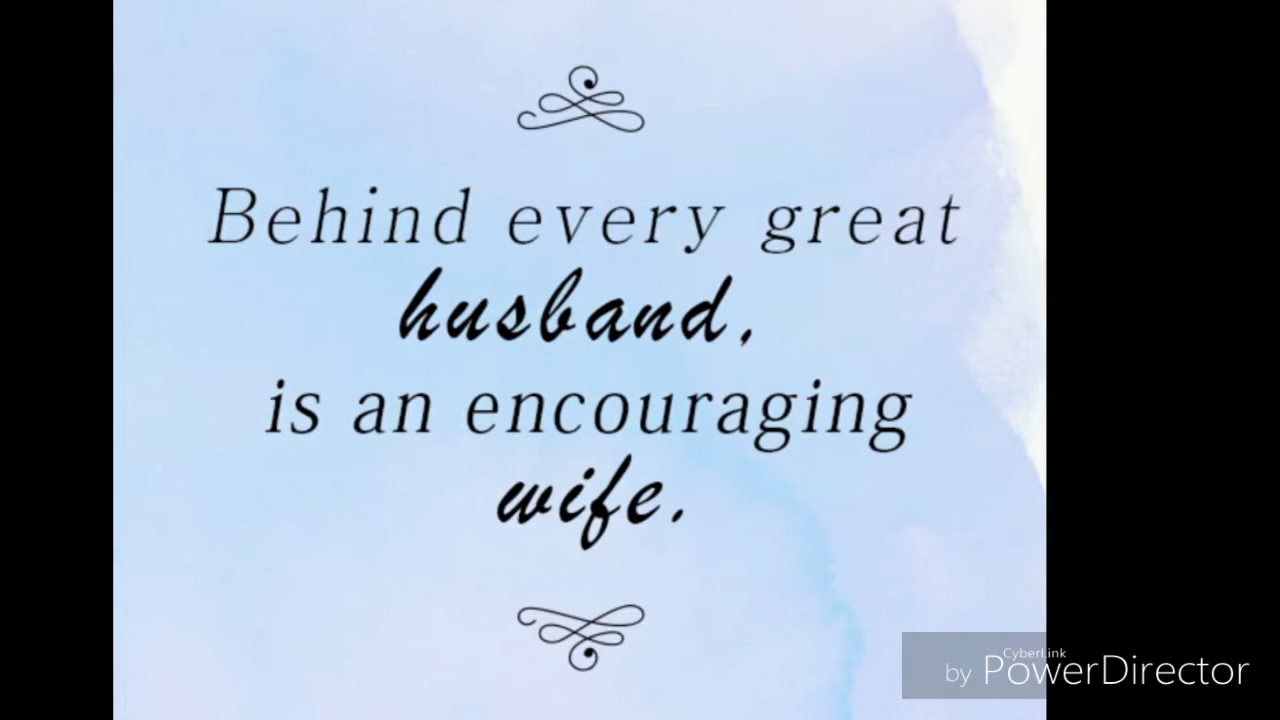 Behind every great
husband,
is an encouraging
wife.
CyberLink
by PowerDirector